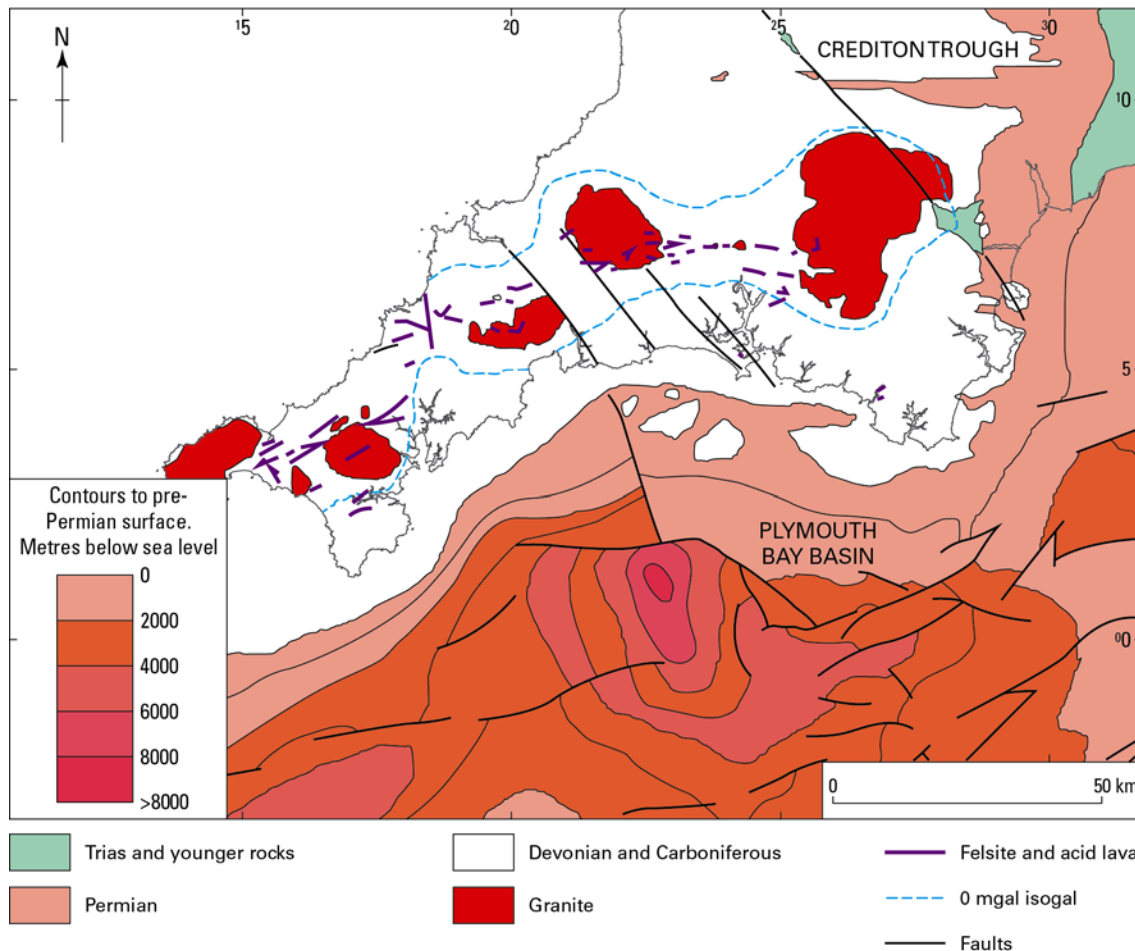 15
20
25
30
N
CREDITON TROUGH
10
5
PLYMOUTH
BAY BASIN
00
Contours to pre-
Permian surface.
Metres below sea level
0
2000
4000
6000
8000
>8000
0
50 km
Trias and younger rocks
Devonian and Carboniferous
Felsite and acid lava
Permian
Granite
0 mgal isogal
Faults